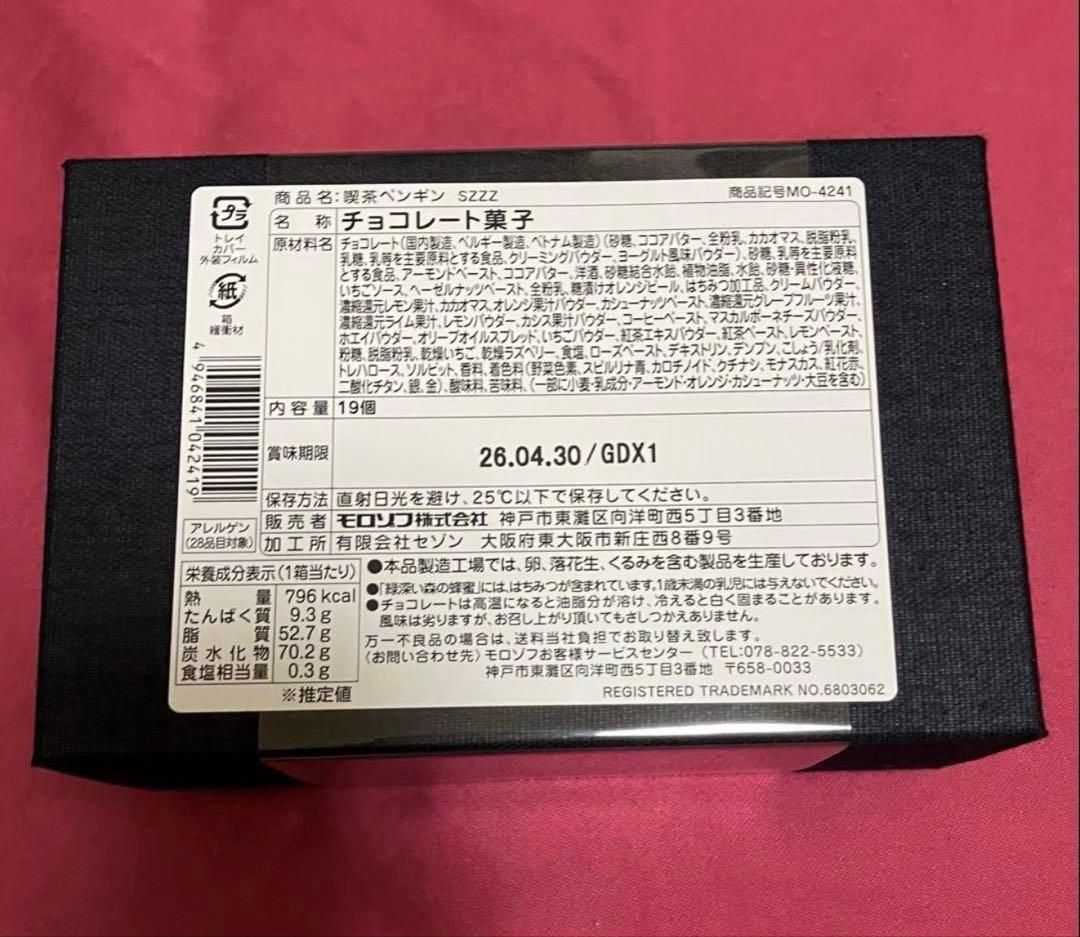 商品名:喫茶ペンギン SZZZ 商品記号MO-4241
プラ
トレイ
カバー
外装フィルム
紙
箱
緩衝材
4 946841 042419
名称 チョコレート菓子
原材料名 チョコレート(国内製造、ベルギー製造、ベトナム製造)(砂糖、ココアバター、全粉乳、カカオマス、脱脂粉乳、
乳糖、乳等を主要原料とする食品、クリーミングパウダー、ヨーグルト風味パウダー)、砂糖、乳等を主要原料
とする食品、アーモンドペースト、ココアバター、洋酒、砂糖結合水飴、植物油脂、水飴、砂糖・異性化液糖、
いちごソース、ヘーゼルナッツペースト、全粉乳、糖漬けオレンジピール、はちみつ加工品、クリームパウダー、
濃縮還元レモン果汁、カカオマス、オレンジ果汁パウダー、カシューナッツペースト、濃縮還元グレープフルーツ果汁、
濃縮還元ライム果汁、レモンパウダー、カシス果汁パウダー、コーヒーペースト、マスカルポーネチーズパウダー、
ホエイパウダー、オリーブオイルスプレッド、いちごパウダー、紅茶エキスパウダー、紅茶ペースト、レモンペースト、
粉糖、脱脂粉乳、乾燥いちご、乾燥ラズベリー、食塩、ローズペースト、デキストリン、デンプン、こしょう/乳化剤、
トレハロース、ソルビット、香料、着色料(野菜色素、スピルリナ青、カロチノイド、クチナシ、モナスカス、紅花赤、
二酸化チタン、銀、金)、酸味料、苦味料、(一部に小麦・乳成分・アーモンド・オレンジ・カシューナッツ・大豆を含む)
内容量 19個
賞味期限 26.04.30/GDX1
保存方法 直射日光を避け、25℃以下で保存してください。
販売者 モロゾフ株式会社 神戸市東灘区向洋町西5丁目3番地
加工所 有限会社セゾン 大阪府東大阪市新庄西8番9号
アレルゲン
(28品目対象)
栄養成分表示(1箱当たり)
熱量 796 kcal
たんぱく質 9.3 g
脂質 52.7 g
炭水化物 70.2 g
食塩相当量 0.3 g
※推定値
●本品製造工場では、卵、落花生、くるみを含む製品を生産しております。
●「緑深い森の蜂蜜」には、はちみつが含まれています。1歳未満の乳児には与えないでください。
●チョコレートは高温になると油脂分が溶け、冷えると白く固まることがあります。
風味は劣りますが、お召し上がり頂いてもさしつかえありません。
万一不良品の場合は、送料当社負担でお取り替え致します。
〈お問い合わせ先〉モロゾフお客様サービスセンター(TEL:078-822-5533)
神戸市東灘区向洋町西5丁目3番地 〒658-0033
REGISTERED TRADEMARK NO.6803062